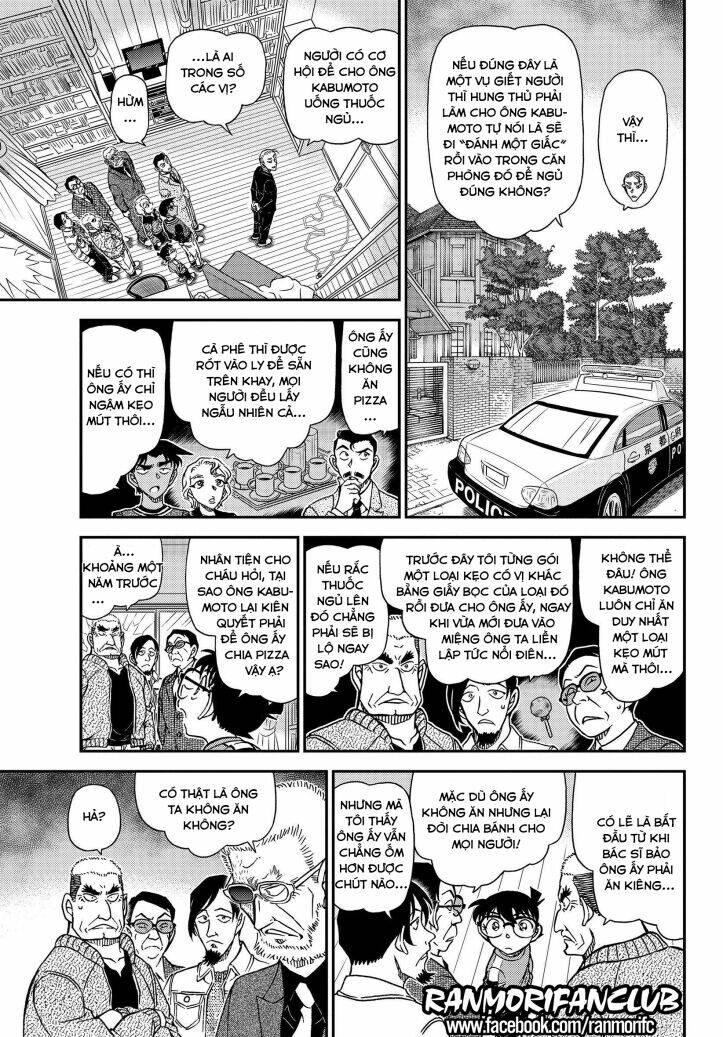 VẬY
THÌ...
NẾU ĐÚNG ĐÂY LÀ
MỘT VỤ GIẾT NGƯỜI
THÌ HUNG THỦ PHẢI
LÀM CHO ÔNG KABU-
MOTO TỰ NÓI LÀ SẼ
ĐI "ĐÁNH MỘT GIẤC"
RỒI VÀO TRONG CĂN
PHÒNG ĐÓ ĐỂ NGỦ
ĐÚNG KHÔNG?
京都府
POLICE
PO
NGƯỜI CÓ CƠ
HỘI ĐỂ CHO ÔNG
KABUMOTO
UỐNG THUỐC
NGỦ...
...LÀ AI
TRONG SỐ
CÁC VỊ?
HỪM
...
ÔNG ẤY
CŨNG
KHÔNG
ĂN
PIZZA
...
CÀ PHÊ THÌ ĐƯỢC
RÓT VÀO LY ĐỂ SẴN
TRÊN KHAY, MỌI
NGƯỜI ĐỀU LẤY
NGẪU NHIÊN CẢ...
NẾU CÓ THÌ
ÔNG ẤY CHỈ
NGẬM KẸO
MÚT THÔI...
KHÔNG THỂ
ĐÂU! ÔNG
KABUMOTO
LUÔN CHỈ ĂN
DUY NHẤT
MỘT LOẠI
KẸO MÚT
MÀ THÔI...
TRƯỚC ĐÂY TÔI TỪNG GÓI
MỘT LOẠI KẸO CÓ VỊ KHÁC
BẰNG GIẤY BỌC CỦA LOẠI ĐÓ
RỒI ĐƯA CHO ÔNG ẤY, NGAY
KHI VỪA MỚI ĐƯA VÀO
MIỆNG ÔNG TA LIỀN
LẬP TỨC NỔI ĐIÊN...
NẾU RẮC
THUỐC
NGỦ LÊN
ĐÓ CHẲNG
PHẢI SẼ BỊ
LỘ NGAY
SAO!
NHÂN TIỆN CHO
CHÁU HỎI, TẠI
SAO ÔNG KABU-
MOTO LẠI KIÊN
QUYẾT PHẢI
ĐỂ ÔNG ẤY
CHIA PIZZA
VẬY Ạ?
À...
KHOẢNG MỘT
NĂM TRƯỚC
...
CÓ LẼ LÀ BẮT
ĐẦU TỪ KHI
BÁC SĨ BẢO
ÔNG ẤY PHẢI
ĂN KIÊNG...
MẶC DÙ ÔNG ẤY
KHÔNG ĂN NHƯNG LẠI
ĐÒI CHIA BÁNH CHO
MỌI NGƯỜI!
NHƯNG MÀ
TÔI THẤY
ÔNG ẤY VẪN
CHẲNG ỐM
HƠN ĐƯỢC
CHÚT NÀO...
CÓ THẬT LÀ ÔNG
TA KHÔNG ĂN
KHÔNG?
HẢ?
RANMORIFANCLUB
www.facebook.com/ranmorifc